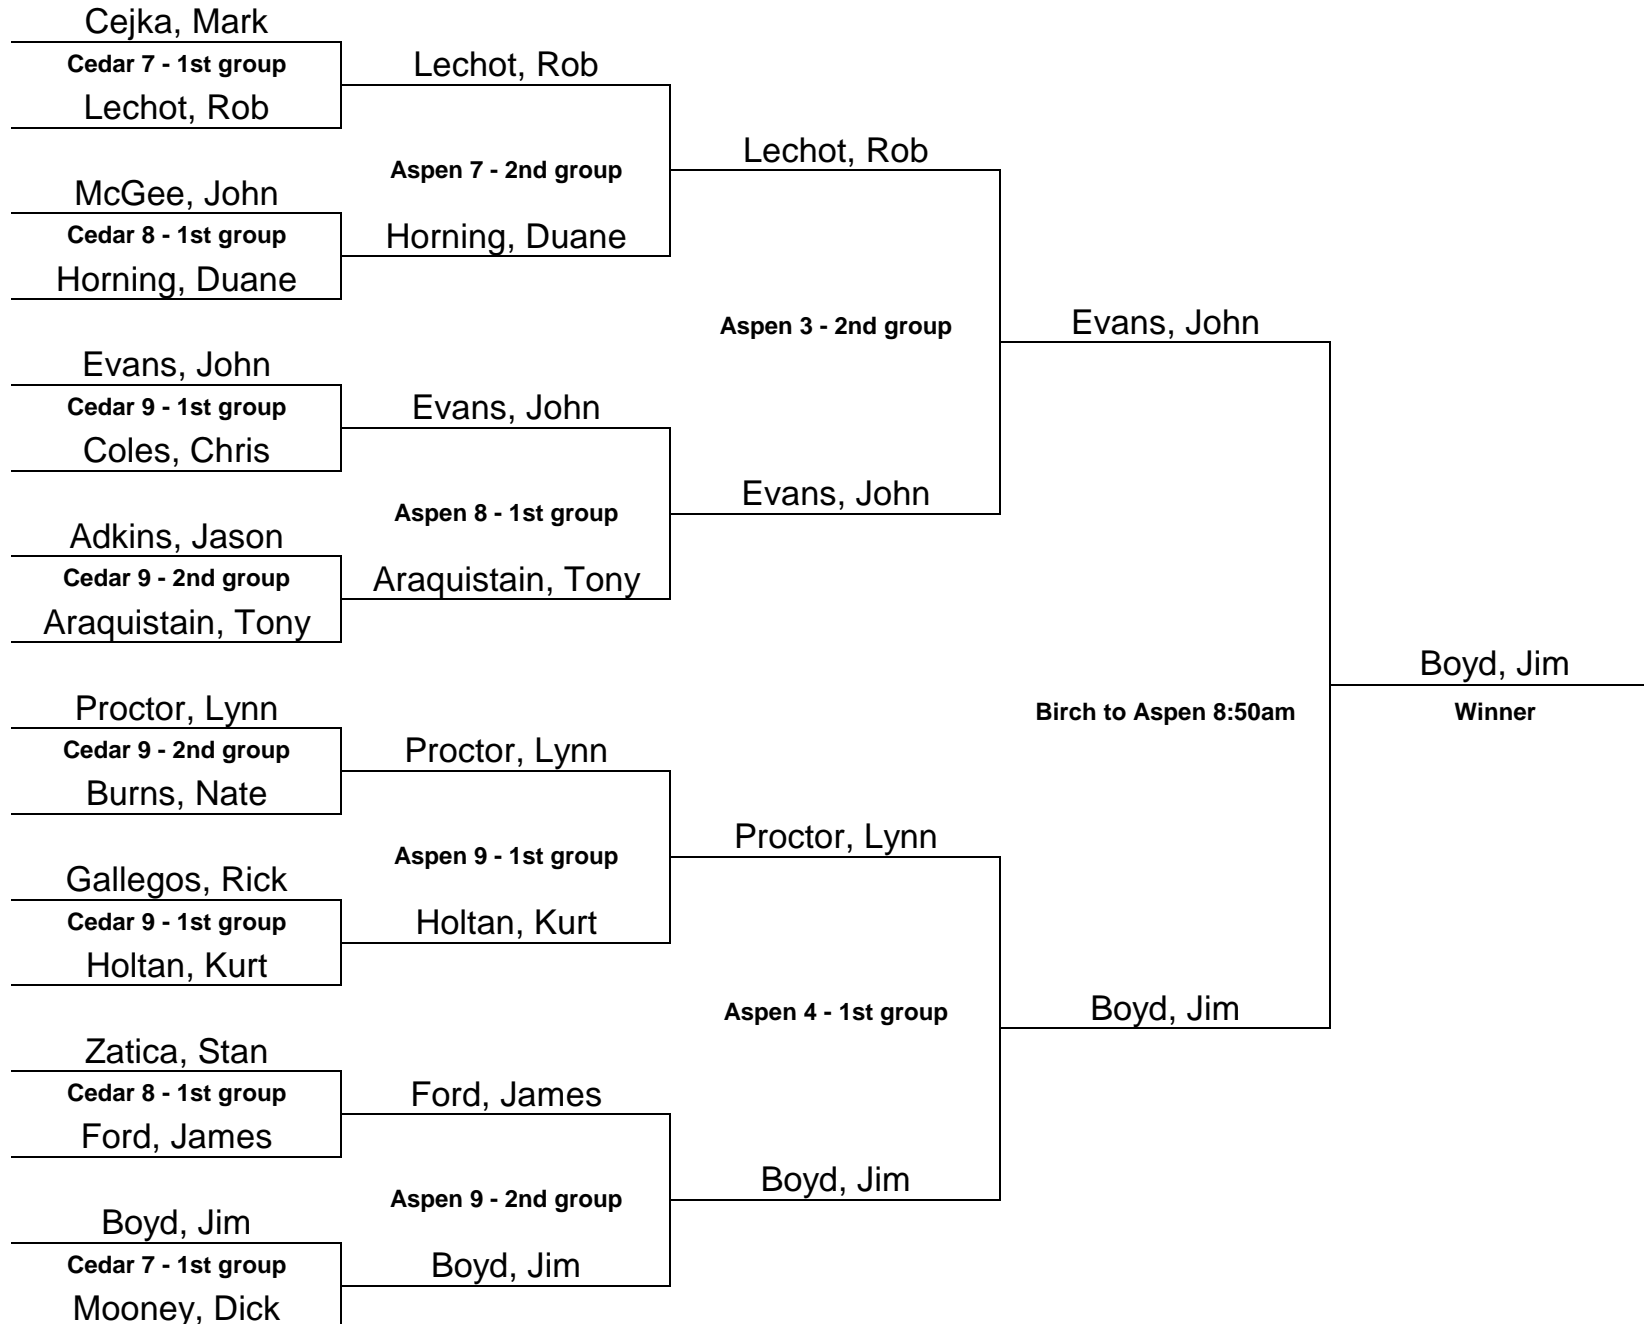 Cejka, Mark
Cedar 7 - 1st group
Lechot, Rob
McGee, John
Cedar 8 - 1st group
Horning, Duane
Evans, John
Cedar 9 - 1st group
Coles, Chris
Adkins, Jason
Cedar 9 - 2nd group
Araquistain, Tony
Proctor, Lynn
Cedar 9 - 2nd group
Burns, Nate
Gallegos, Rick
Cedar 9 - 1st group
Holtan, Kurt
Zatica, Stan
Cedar 8 - 1st group
Ford, James
Boyd, Jim
Cedar 7 - 1st group
Mooney, Dick
Lechot, Rob
Aspen 7 - 2nd group
Horning, Duane
Evans, John
Aspen 8 - 1st group
Araquistain, Tony
Proctor, Lynn
Aspen 9 - 1st group
Holtan, Kurt
Ford, James
Aspen 9 - 2nd group
Boyd, Jim
Lechot, Rob
Aspen 3 - 2nd group
Evans, John
Proctor, Lynn
Aspen 4 - 1st group
Boyd, Jim
Evans, John
Birch to Aspen 8:50am
Boyd, Jim
Boyd, Jim
Winner